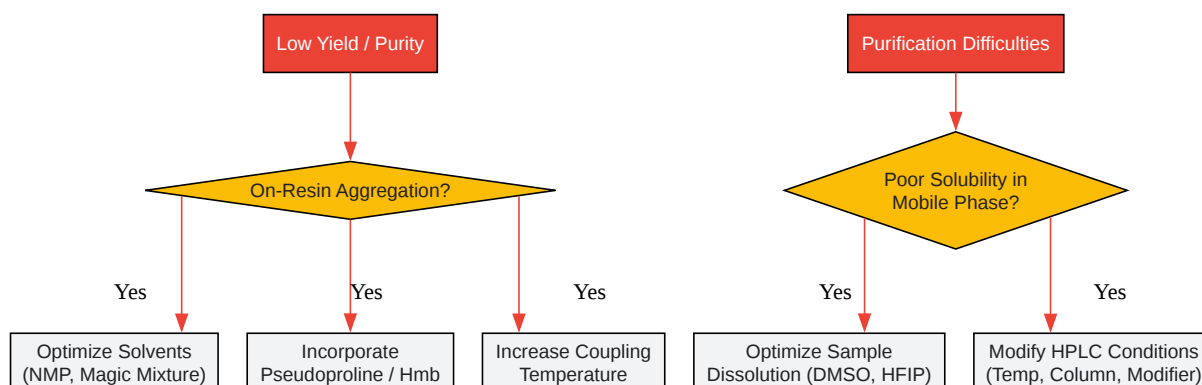 Low Yield / Purity
Purification Difficulties
On-Resin Aggregation?
Poor Solubility in
Mobile Phase?
Yes
Yes
Yes
Yes
Yes
Optimize Solvents
(NMP, Magic Mixture)
Incorporate
Pseudoproline / Hmb
Increase Coupling
Temperature
Optimize Sample
Dissolution (DMSO, HFIP)
Modify HPLC Conditions
(Temp, Column, Modifier)